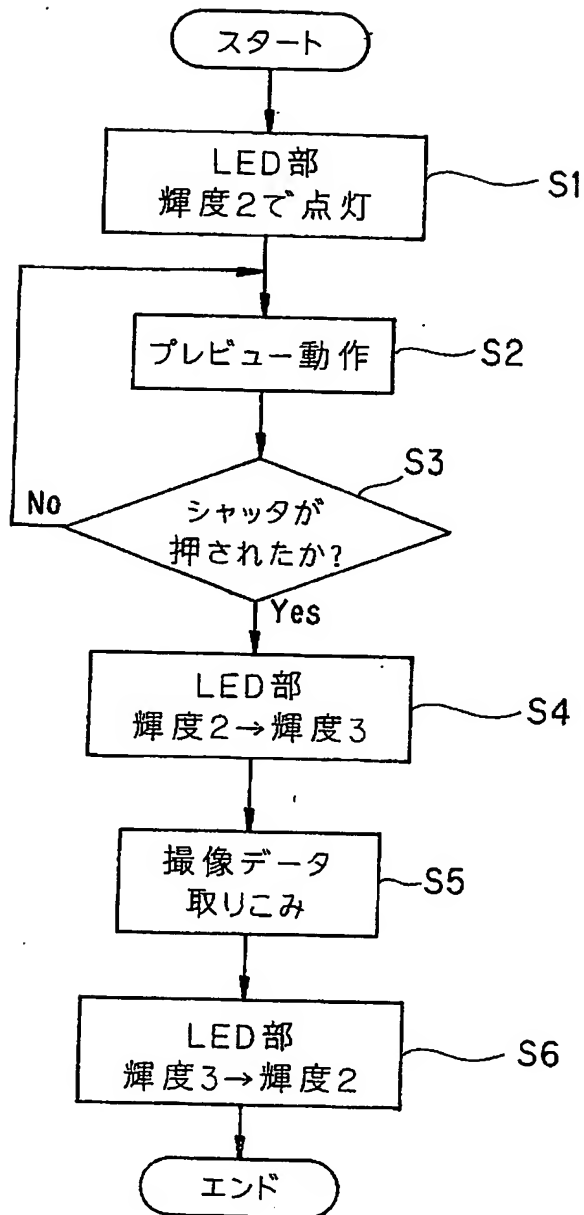 スタート
LED部
輝度2で点灯
S1
プレビュー動作
S2
S3
シャッタが
押されたか?
No
Yes
LED部
輝度2→輝度3
S4
撮像データ
取りこみ
S5
LED部
輝度3→輝度2
S6
エンド